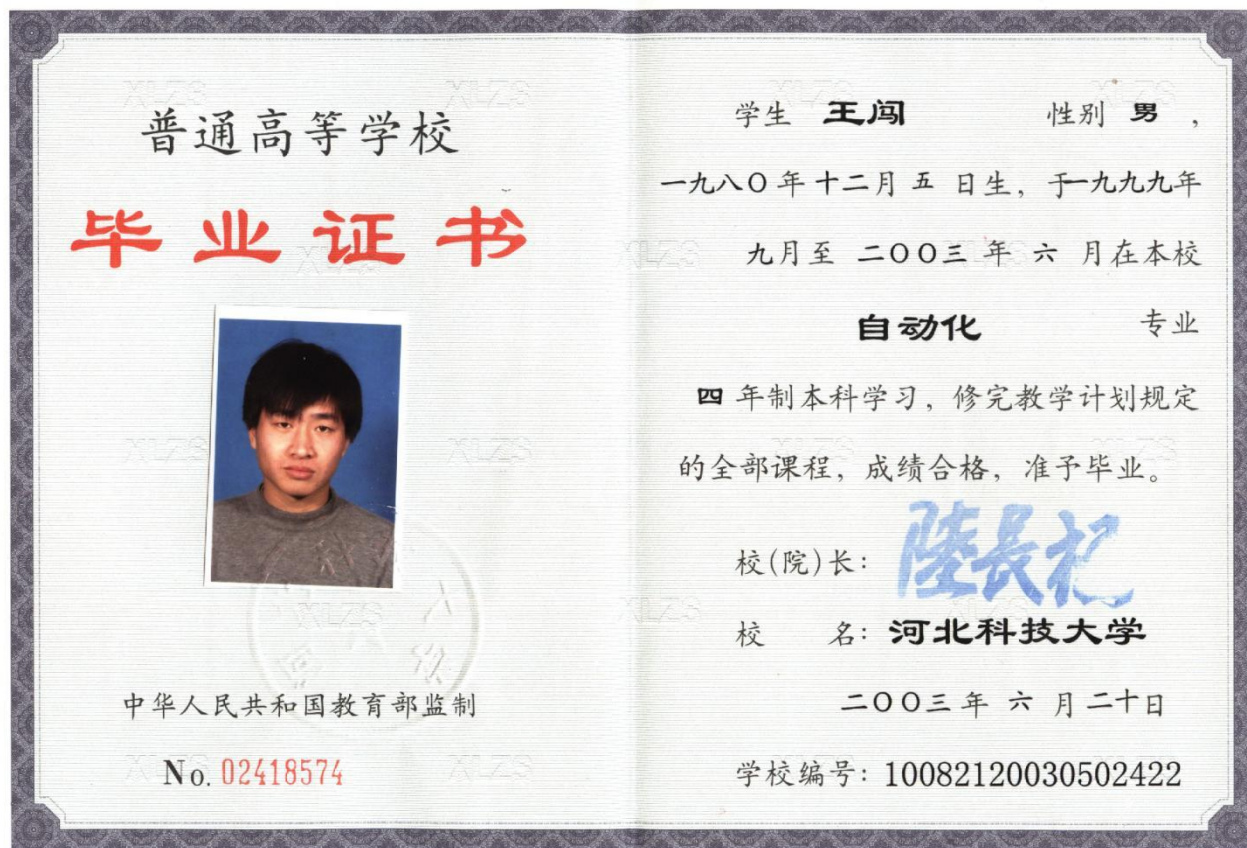 普通高等学校
毕业证书
中华人民共和国教育部监制
No. 02418574
学生 王闯 性别 男 ,
一九八〇年十二月五日生, 于一九九九年
九月至 二〇〇三 年 六 月在本校
自动化 专业
四 年制本科学习, 修完教学计划规定
的全部课程, 成绩合格, 准予毕业。
校(院)长:
校 名: 河北科技大学
二〇〇三年 六 月二十日
学校编号: 10082120030502422
XLZS